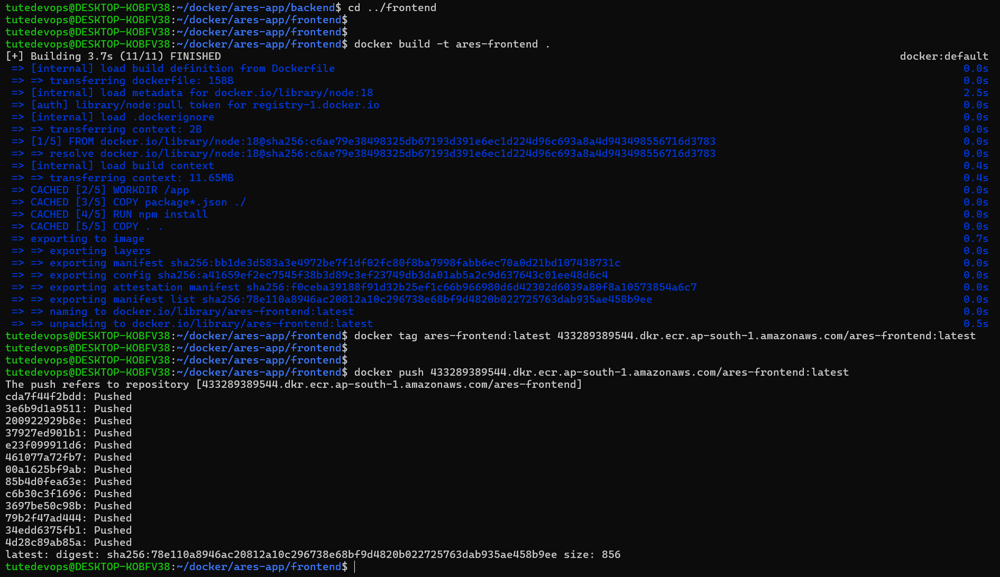 tutedevops@DESKTOP-KOBFV38:~/docker/ares-app/backend$ cd ../frontend
tutedevops@DESKTOP-KOBFV38:~/docker/ares-app/frontend$
tutedevops@DESKTOP-KOBFV38:~/docker/ares-app/frontend$
tutedevops@DESKTOP-KOBFV38:~/docker/ares-app/frontend$ docker build -t ares-frontend .
[+] Building 3.7s (11/11) FINISHED docker:default
=> [internal] load build definition from Dockerfile 0.0s
=> => transferring dockerfile: 158B 0.0s
=> [internal] load metadata for docker.io/library/node:18 2.5s
=> [auth] library/node:pull token for registry-1.docker.io 0.0s
=> [internal] load .dockerignore 0.0s
=> => transferring context: 2B 0.0s
=> [1/5] FROM docker.io/library/node:18@sha256:c6ae79e38498325db67193d391e6ec1d224d96c693a8a4d943498556716d3783 0.0s
=> => resolve docker.io/library/node:18@sha256:c6ae79e38498325db67193d391e6ec1d224d96c693a8a4d943498556716d3783 0.0s
=> [internal] load build context 0.4s
=> => transferring context: 11.65MB 0.4s
=> CACHED [2/5] WORKDIR /app 0.0s
=> CACHED [3/5] COPY package*.json ./ 0.0s
=> CACHED [4/5] RUN npm install 0.0s
=> CACHED [5/5] COPY . . 0.0s
=> exporting to image 0.7s
=> => exporting layers 0.0s
=> => exporting manifest sha256:bb1de3d583a3e4972be7f1df02fc80f8ba7998fabb6ec70a0d21bd107438731c 0.0s
=> => exporting config sha256:a41659ef2ec7545f38b3d89c3ef23749db3da01ab5a2c9d637643c01ee48d6c4 0.0s
=> => exporting attestation manifest sha256:f0ceba39188f91d32b25ef1c66b966980d6d42302d6039a80f8a10573854a6c7 0.0s
=> => exporting manifest list sha256:78e110a8946ac20812a10c296738e68bf9d4820b022725763dab935ae458b9ee 0.0s
=> => naming to docker.io/library/ares-frontend:latest 0.0s
=> => unpacking to docker.io/library/ares-frontend:latest 0.5s
tutedevops@DESKTOP-KOBFV38:~/docker/ares-app/frontend$ docker tag ares-frontend:latest 433289389544.dkr.ecr.ap-south-1.amazonaws.com/ares-frontend:latest
tutedevops@DESKTOP-KOBFV38:~/docker/ares-app/frontend$
tutedevops@DESKTOP-KOBFV38:~/docker/ares-app/frontend$
tutedevops@DESKTOP-KOBFV38:~/docker/ares-app/frontend$ docker push 433289389544.dkr.ecr.ap-south-1.amazonaws.com/ares-frontend:latest
The push refers to repository [433289389544.dkr.ecr.ap-south-1.amazonaws.com/ares-frontend]
cda7f44f2bdd: Pushed
3e6b9d1a9511: Pushed
200922929b8e: Pushed
37927ed901b1: Pushed
e23f099911d6: Pushed
461077a72fb7: Pushed
00a1625bf9ab: Pushed
85b4d0fea63e: Pushed
c6b30c3f1696: Pushed
3697be50c98b: Pushed
79b2f47ad444: Pushed
34edd6375fb1: Pushed
4d28c89ab85a: Pushed
latest: digest: sha256:78e110a8946ac20812a10c296738e68bf9d4820b022725763dab935ae458b9ee size: 856
tutedevops@DESKTOP-KOBFV38:~/docker/ares-app/frontend$